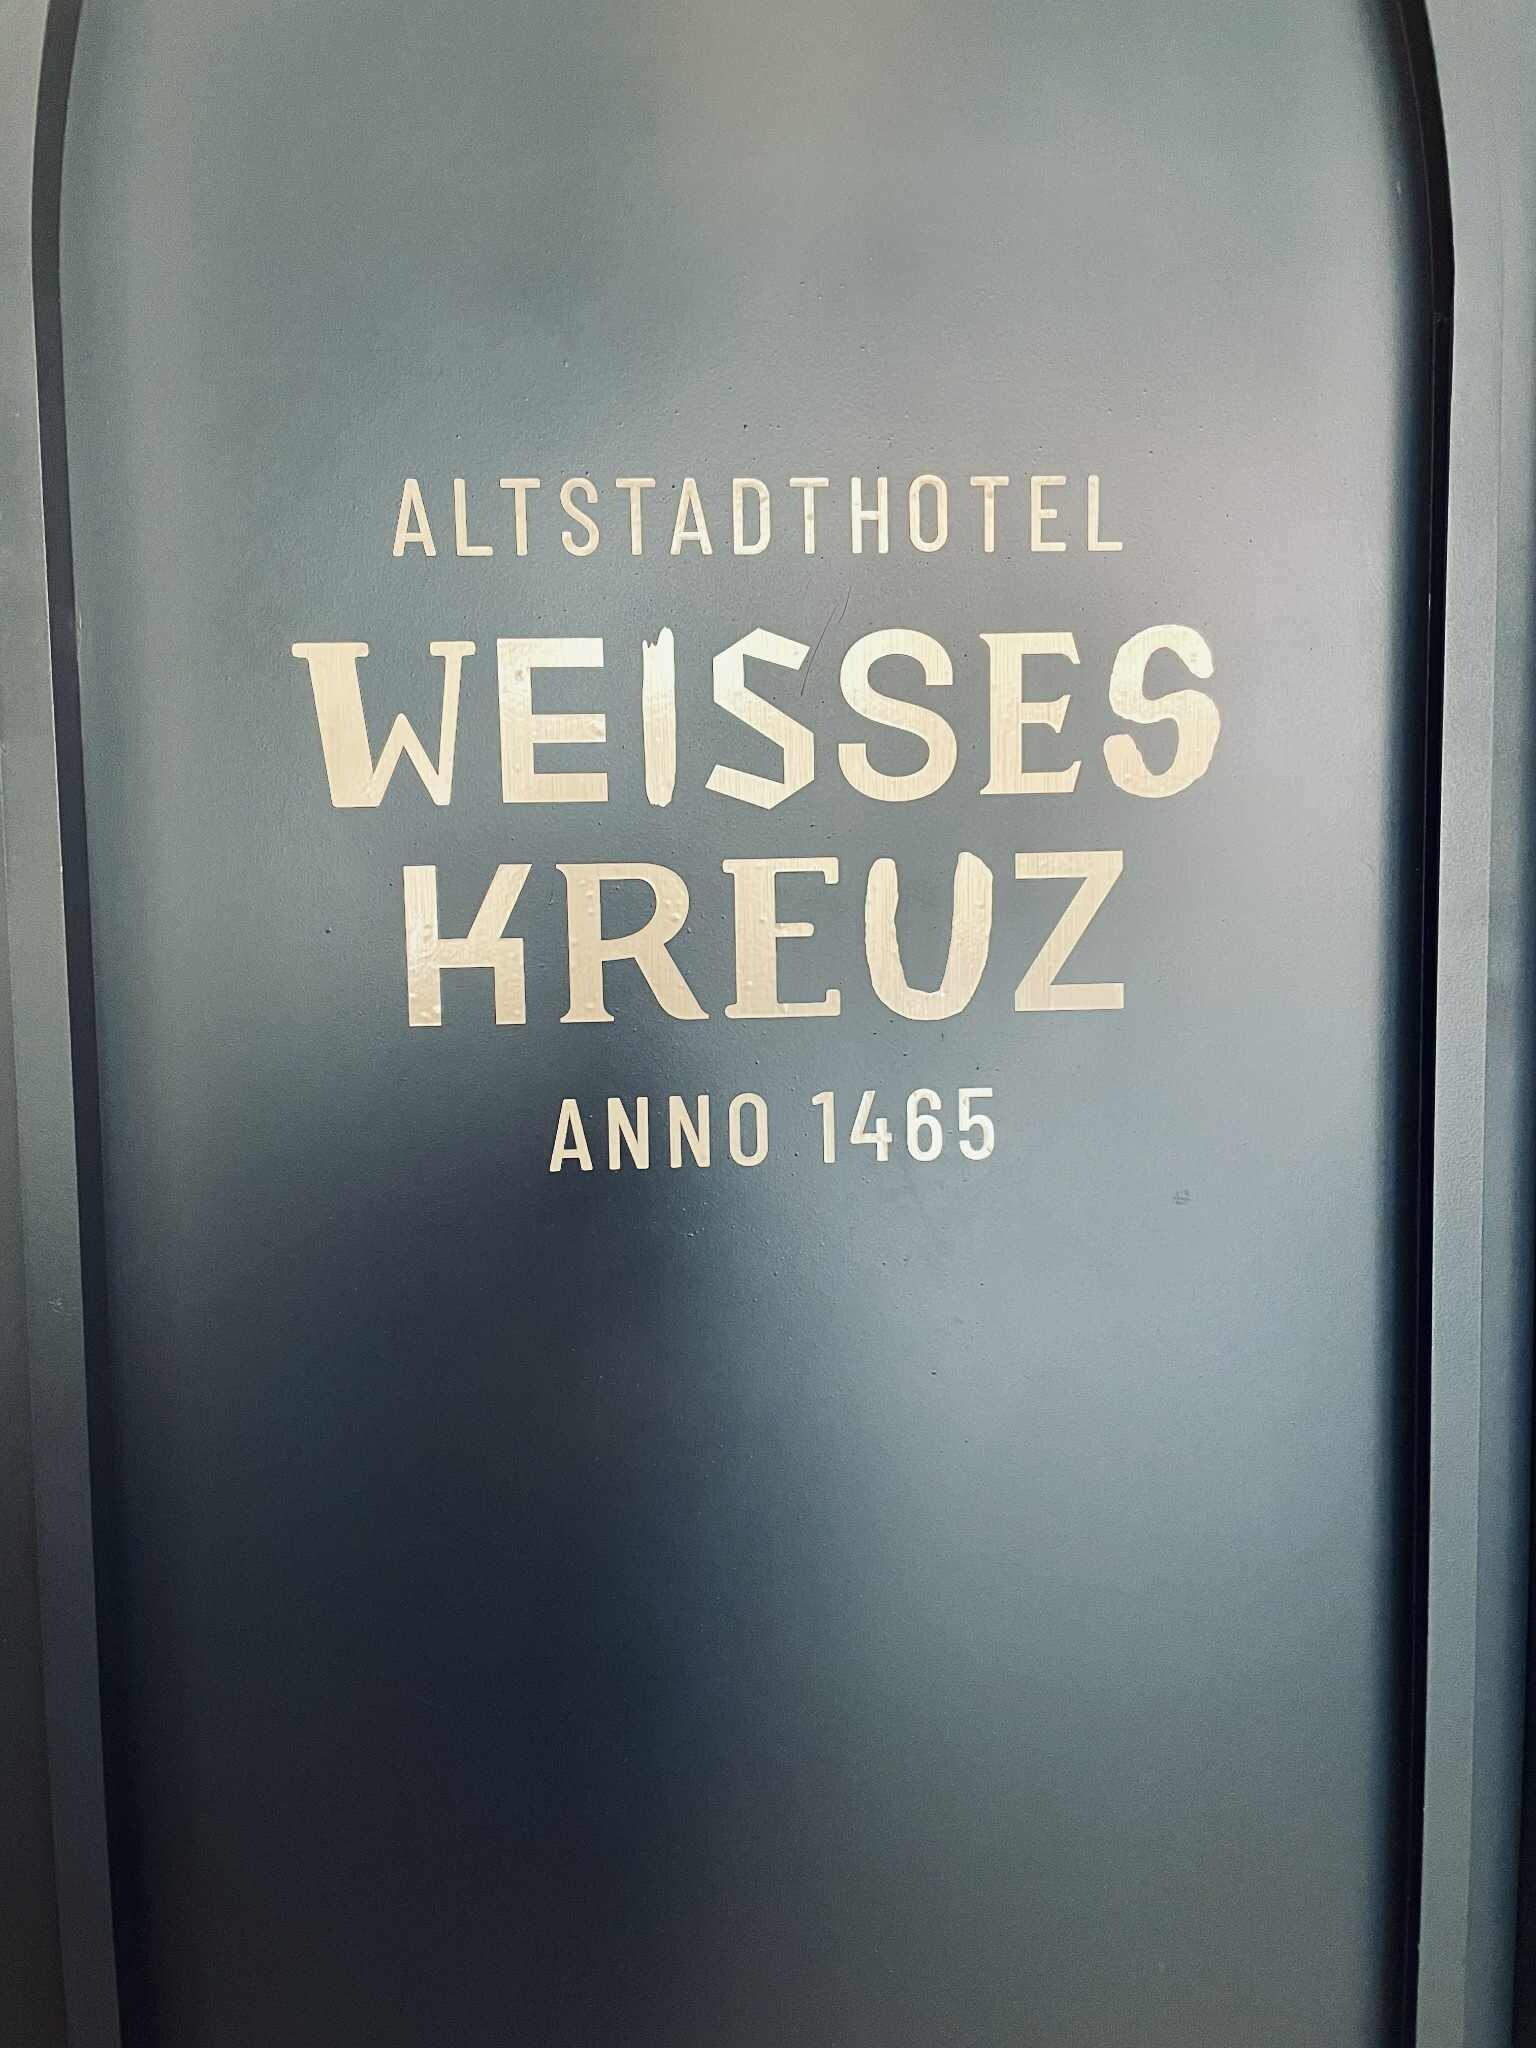 ALTSTADTHOTEL
WEISSES
KREUZ
ANNO 1465